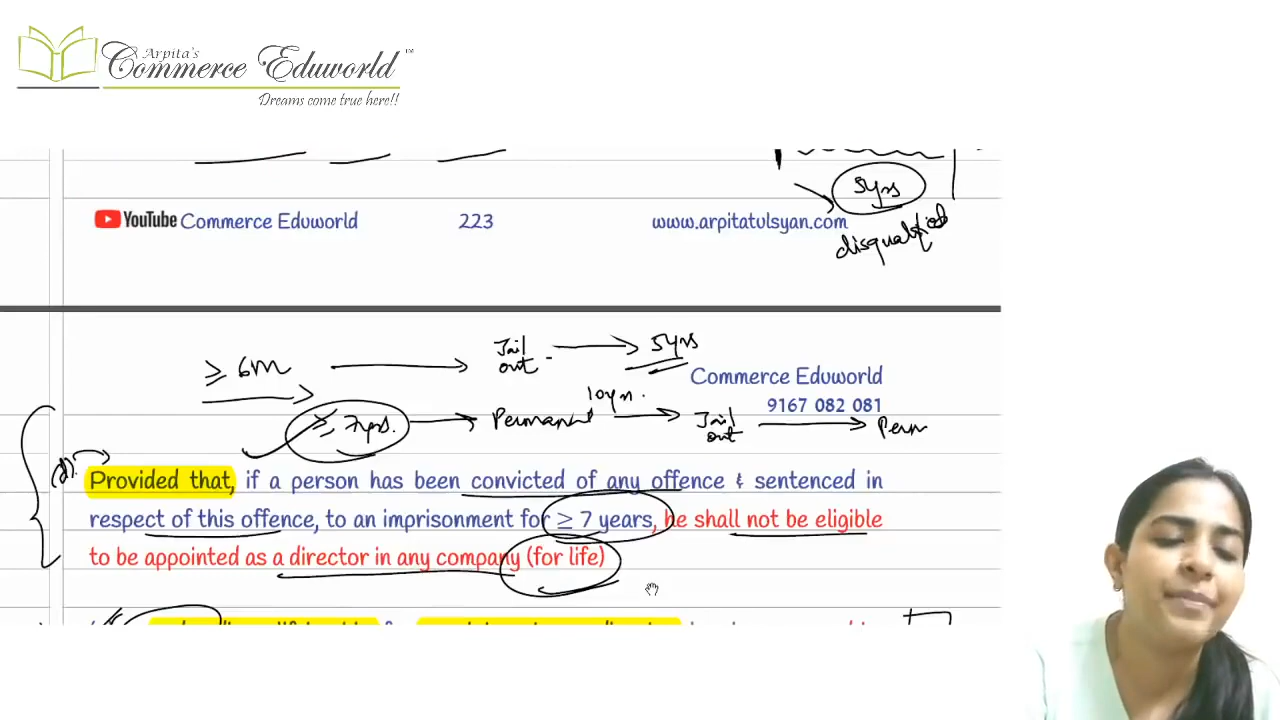 Arpita's
Commerce Eduworld™
Dreams come true here!!
5yrs
disqualified
YouTube Commerce Eduworld 223 www.arpitatulsyan.com
≥ 6m Jail out 5yrs
Commerce Eduworld
9167 082 081
≥ 7yrs. Permanent 10yrs. Jail out Perm
(d). Provided that, if a person has been convicted of any offence & sentenced in
respect of this offence, to an imprisonment for ≥ 7 years, he shall not be eligible
to be appointed as a director in any company (for life)